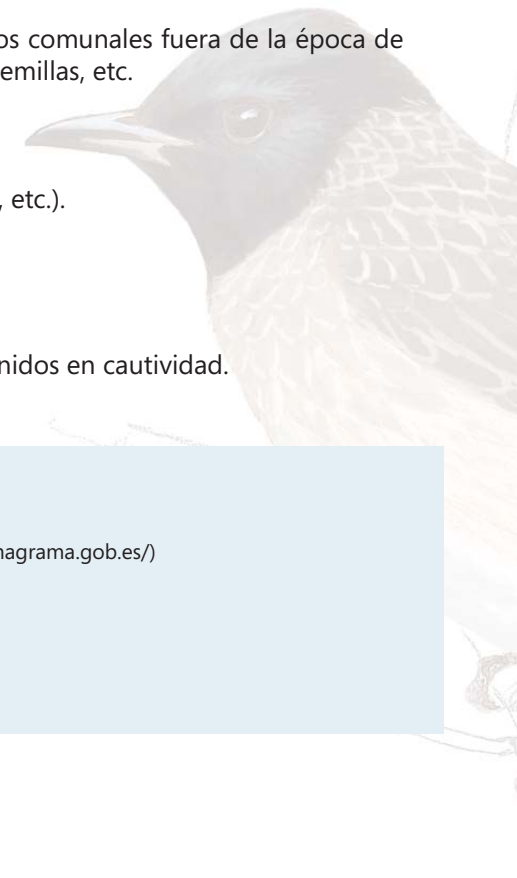 os comunales fuera de la época de
emillas, etc.
, etc.).
nidos en cautividad.
nagrama.gob.es/)